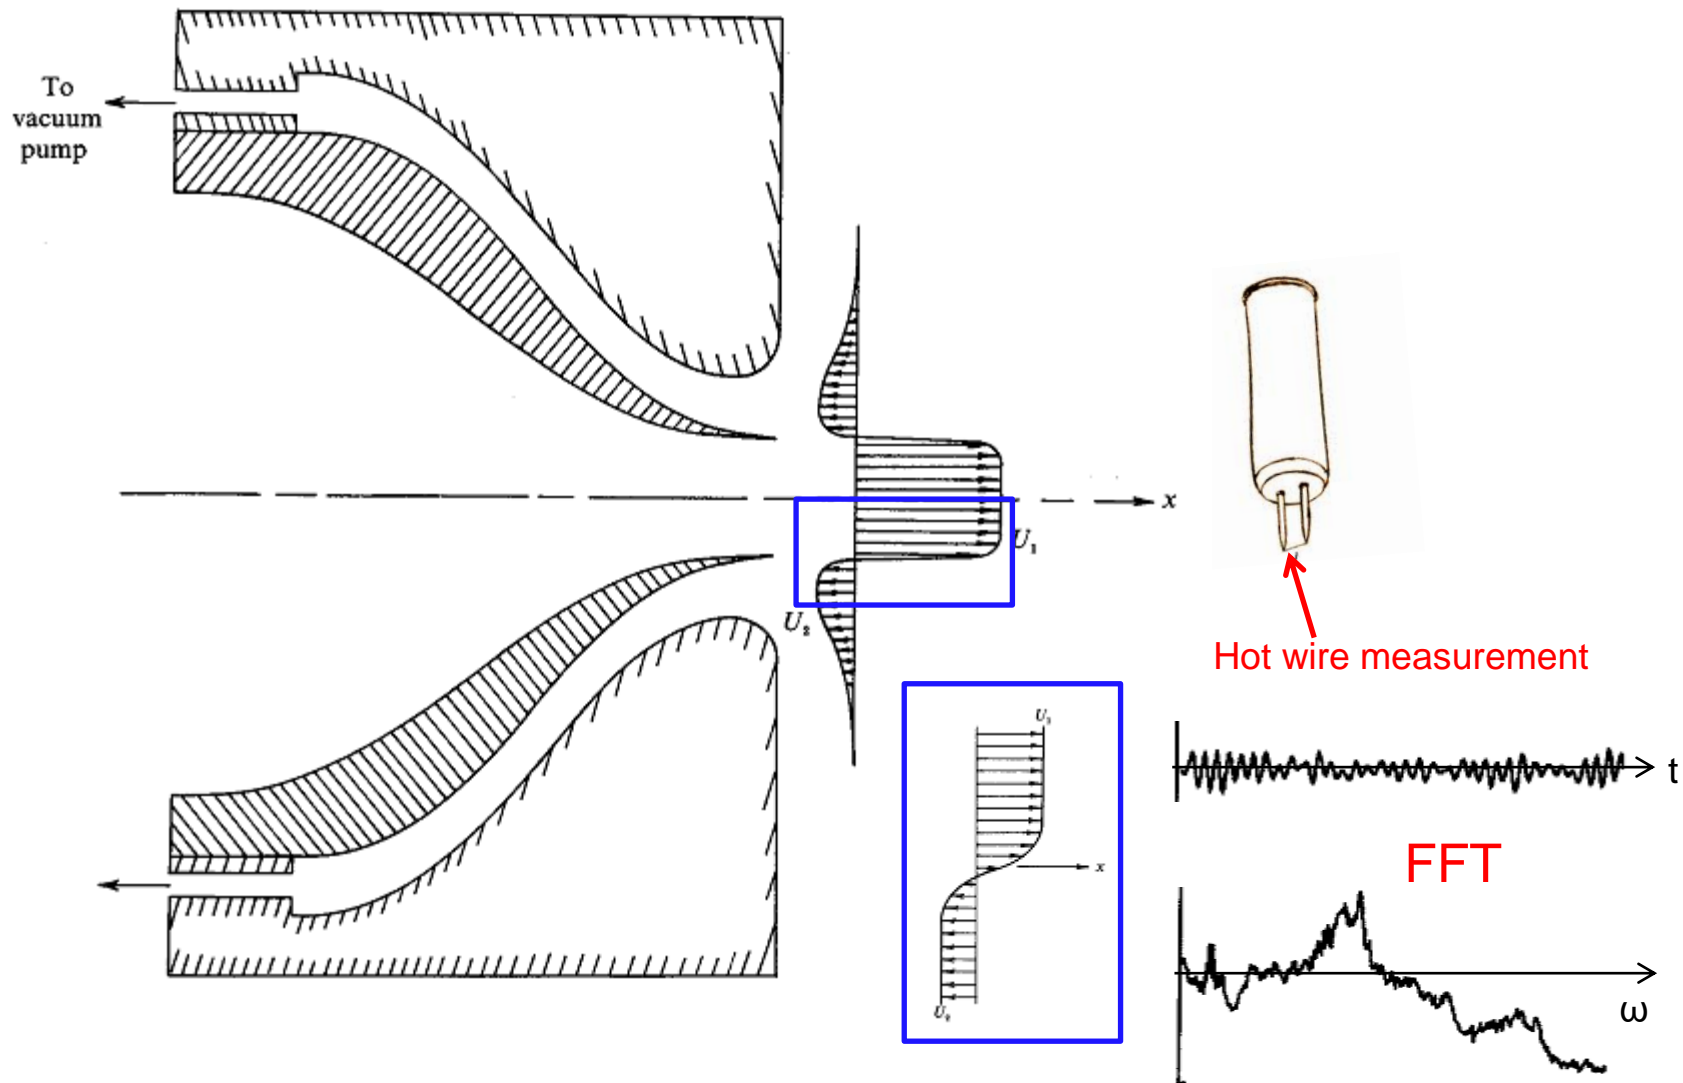 To
vacuum
pump
x
U₁
U₂
Hot wire measurement
U₁
x
U₂
t
FFT
ω